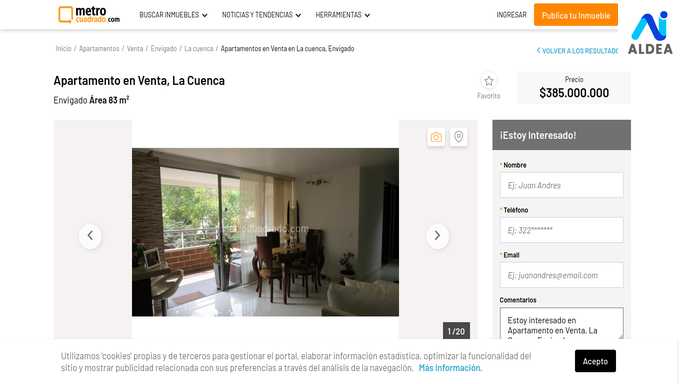 metro
cuadrado.com
BUSCAR INMUEBLES
NOTICIAS Y TENDENCIAS
HERRAMIENTAS
INGRESAR
Publica tu Inmueble
ALDEA
Inicio / Apartamentos / Venta / Envigado / La cuenca / Apartamentos en Venta en La cuenca, Envigado
VOLVER A LOS RESULTAD
Apartamento en Venta, La Cuenca
Envigado Área 83 m²
Favorito
Precio
$385.000.000
¡Estoy Interesado!
* Nombre
Ej: Juan Andres
* Teléfono
Ej: 322*******
* Email
Ej: juanandres@email.com
Comentarios
Estoy interesado en
Apartamento en Venta, La
1/20
Utilizamos 'cookies' propias y de terceros para gestionar el portal, elaborar información estadística, optimizar la funcionalidad del
sitio y mostrar publicidad relacionada con sus preferencias a través del análisis de la navegación. Más información.
Acepto